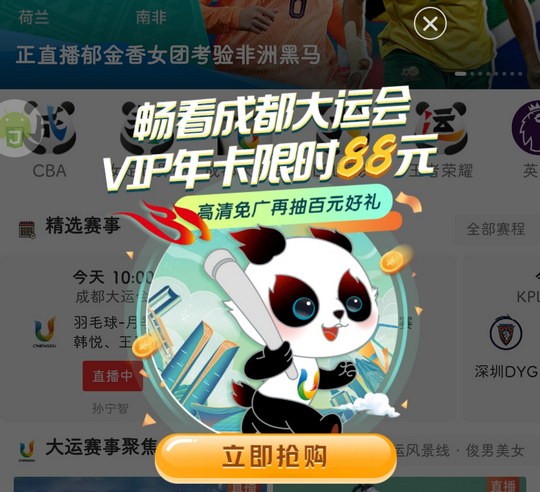 荷兰
南非
正直播郁金香女团考验非洲黑马
畅看成都大运会
VIP年卡限时88元
高清免广再抽百元好礼
CBA
王者荣耀
英
精选赛事
全部赛程
今天 10:00
成都大运会
KPL
羽毛球-月
韩悦、王
CHENGDU
直播中
深圳DYG
孙宁智
大运赛事聚焦
运风景线·俊男美女
立即抢购
直播
直播